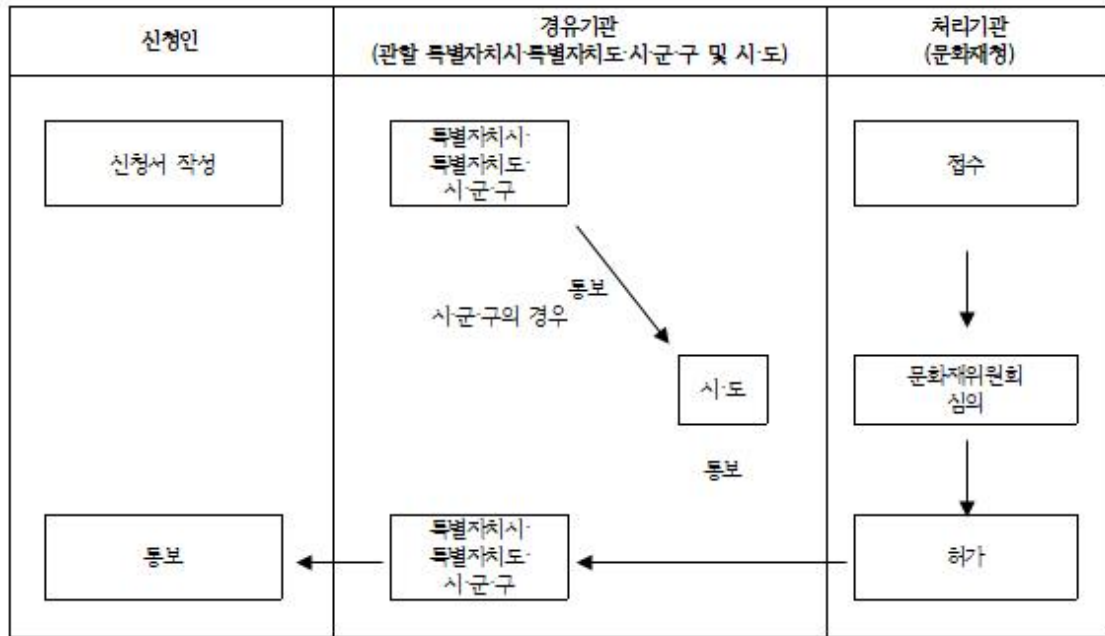 신청인
경유기관
(관할 특별자치시·특별자치도·시·군·구 및 시·도)
처리기관
(문화재청)
신청서 작성
특별자치시·
특별자치도·
시·군·구
접수
통보
시·군·구의 경우
시·도
문화재위원회
심의
통보
통보
특별자치시·
특별자치도·
시·군·구
허가